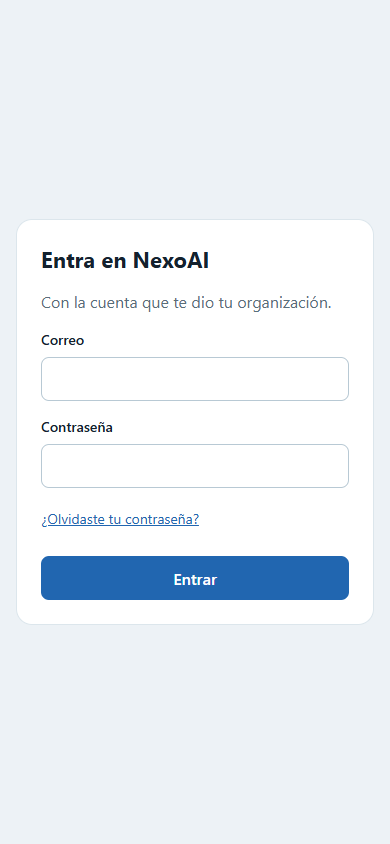 Entra en NexoAI
Con la cuenta que te dio tu organización.
Correo
Contraseña
¿Olvidaste tu contraseña?
Entrar